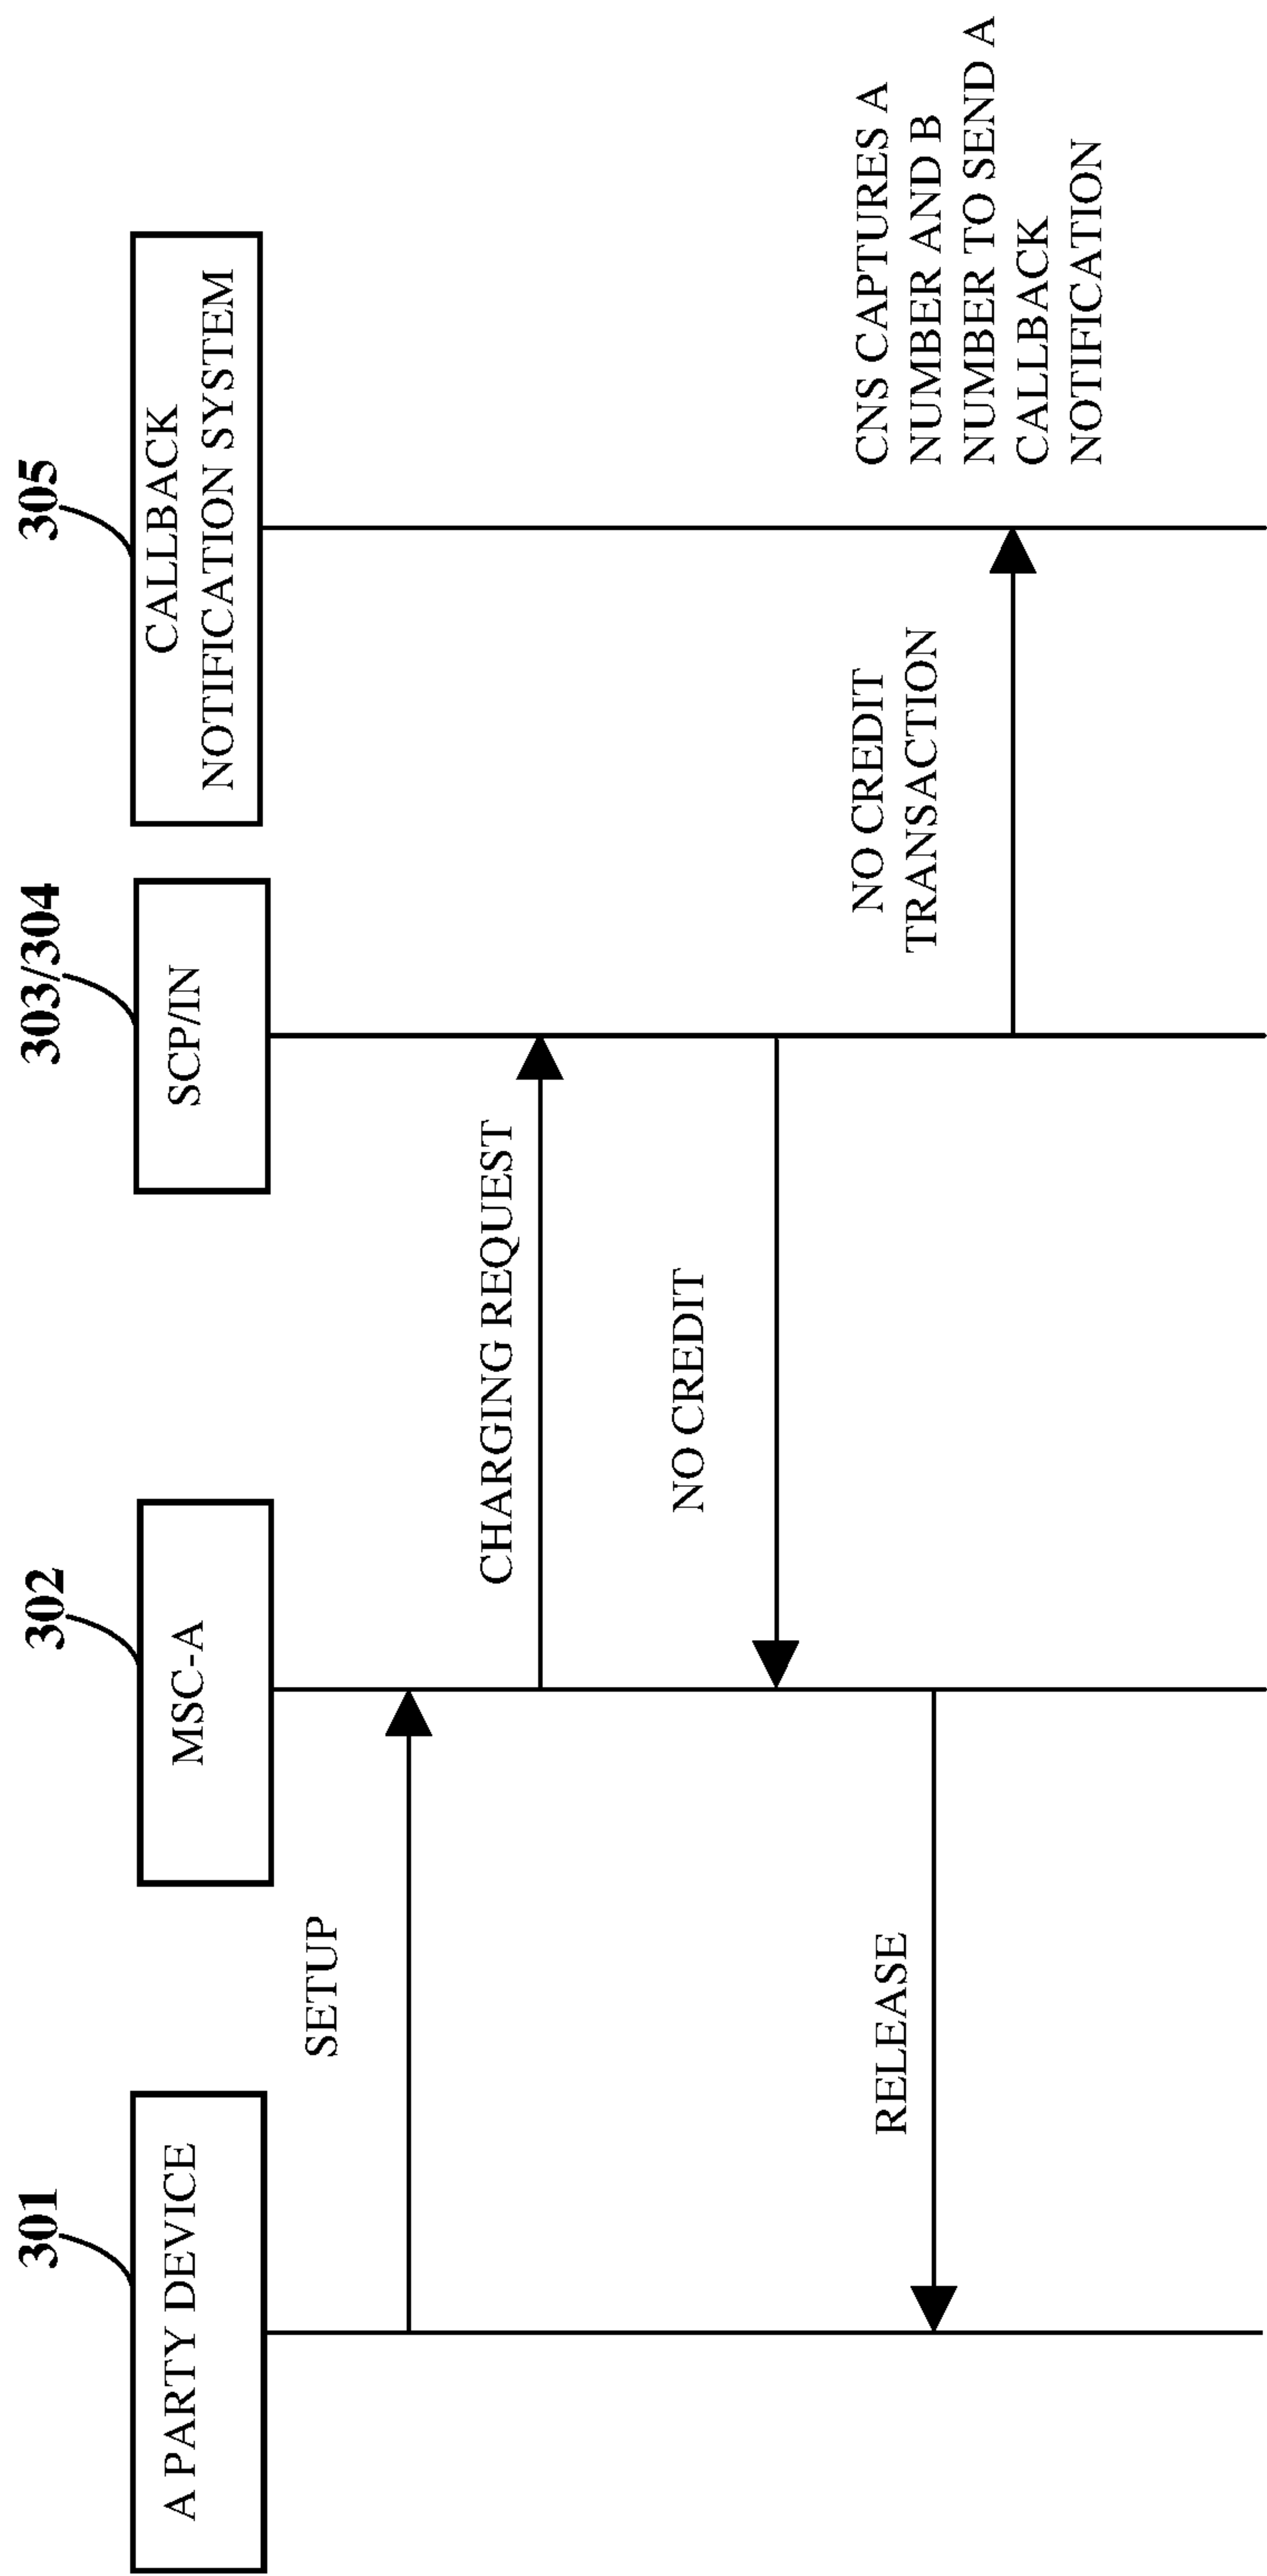 301
302
303/304
305
A PARTY DEVICE
MSC-A
SCP/IN
CALLBACK
NOTIFICATION SYSTEM
SETUP
CHARGING REQUEST
NO CREDIT
RELEASE
NO CREDIT
TRANSACTION
CNS CAPTURES A
NUMBER AND B
NUMBER TO SEND A
CALLBACK
NOTIFICATION